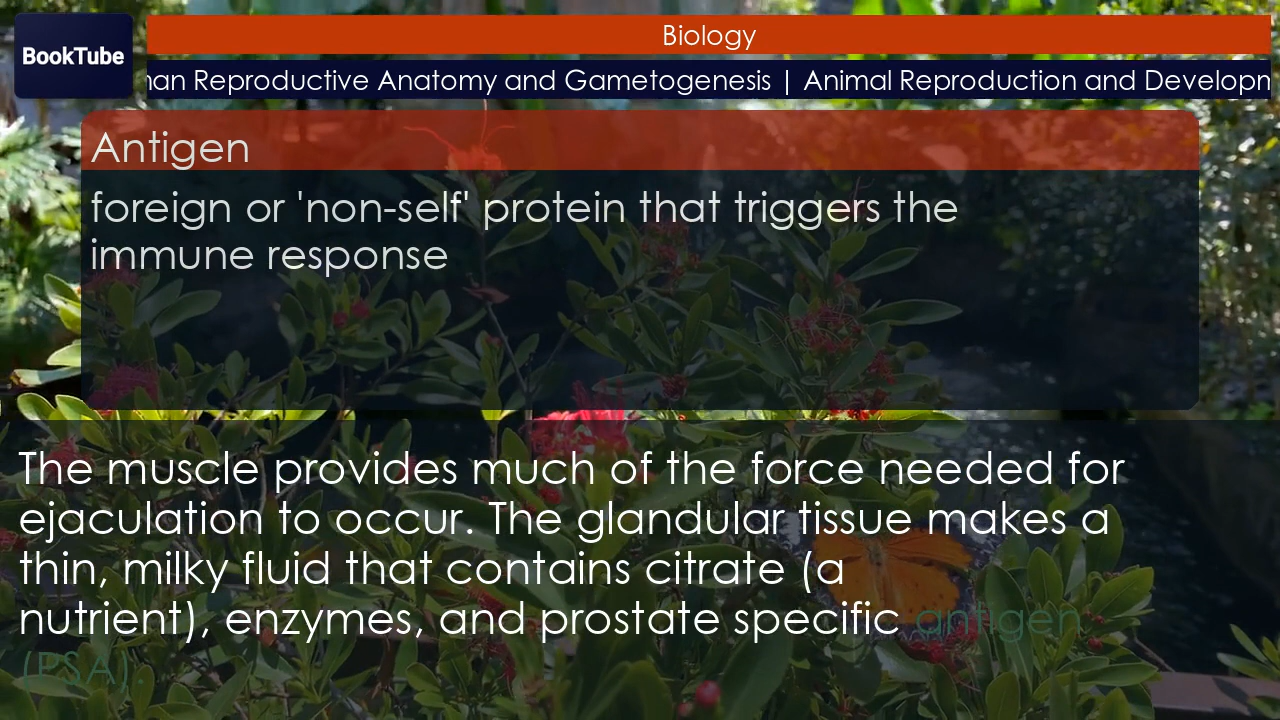 BookTube
Biology
nan Reproductive Anatomy and Gametogenesis | Animal Reproduction and Developn
Antigen
foreign or 'non-self' protein that triggers the
immune response
The muscle provides much of the force needed for
ejaculation to occur. The glandular tissue makes a
thin, milky fluid that contains citrate (a
nutrient), enzymes, and prostate specific antigen
(PSA).